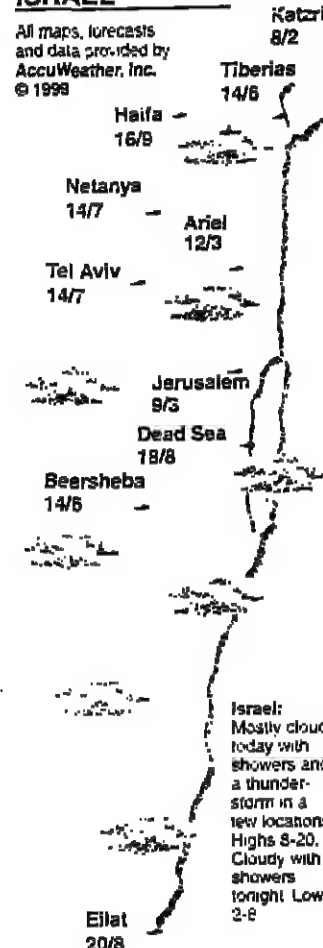 ISRAEL
All maps, forecasts
and data provided by
AccuWeather, Inc.
© 1999
Katzrin
8/2
Tiberias
14/6
Haifa
16/9
Netanya
14/7
Ariel
12/3
Tel Aviv
14/7
Jerusalem
9/3
Dead Sea
18/8
Beersheba
14/6
Israel:
Mostly cloudy
today with
showers and
a thunder-
storm in a
few locations.
Highs 8-20.
Cloudy with
showers
tonight. Lows
2-8
Eilat
20/8